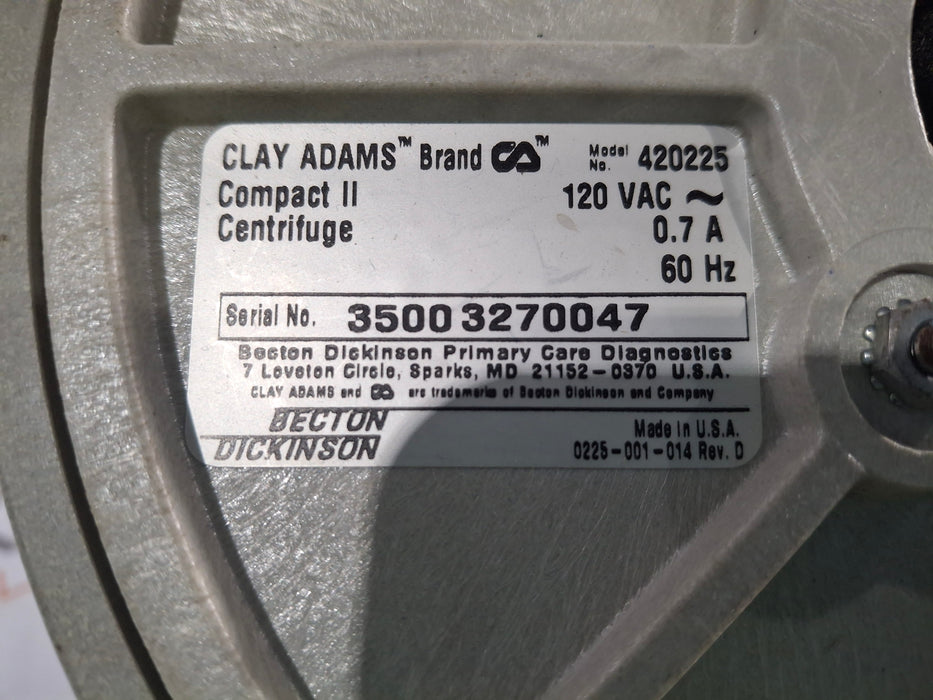 CLAY ADAMS™ Brand CA™ Model No. 420225
Compact II 120 VAC ~
Centrifuge 0.7 A
60 Hz
Serial No. 35003270047
Becton Dickinson Primary Care Diagnostics
7 Loveton Circle, Sparks, MD 21152-0370 U.S.A.
CLAY ADAMS and CA are trademarks of Becton Dickinson and Company
BECTON
DICKINSON
Made in U.S.A.
0225-001-014 Rev. D